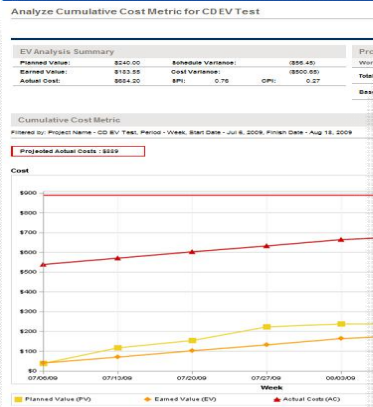 Analyze Cumulative Cost Metric for CD EV Test
EV Analysis Summary
Planned Value: $240.00 Schedule Variance: ($56.45)
Earned Value: $183.55 Cost Variance: ($500.65)
Actual Cost: $684.20 SPI: 0.76 CPI: 0.27
Pro
Wor
Total
Bas
Cumulative Cost Metric
Filtered by: Project Name - CD EV Test, Period - Week, Start Date - Jul 6, 2009, Finish Date - Aug 18, 2009
Projected Actual Costs : $889
Cost
$900
$800
$700
$600
$500
$400
$300
$200
$100
$0
07/06/09 07/13/09 07/20/09 07/27/09 08/03/09
Week
Planned Value (PV) Earned Value (EV) Actual Costs (AC)